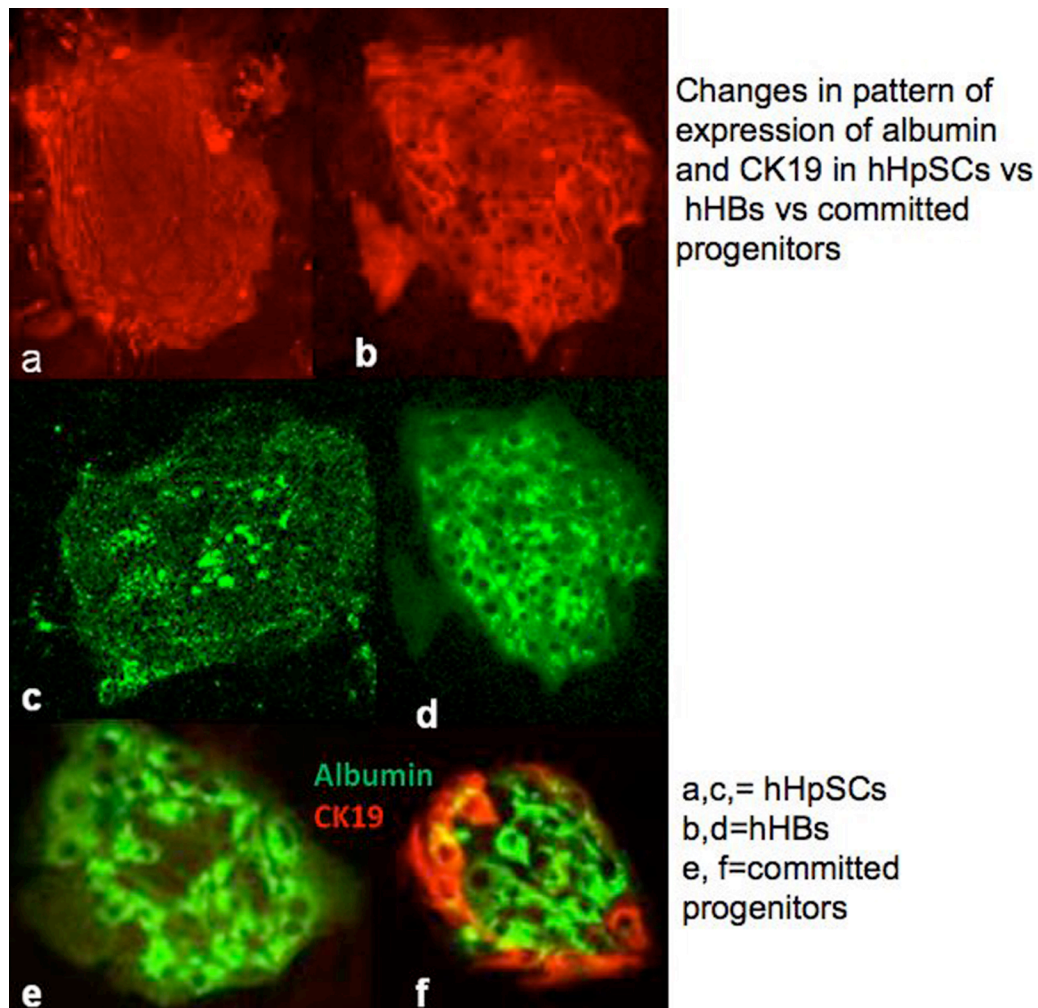 Changes in pattern of
expression of albumin
and CK19 in hHpSCs vs
hHBs vs committed
progenitors
a
b
c
d
Albumin
CK19
e
f
a,c,= hHpSCs
b,d=hHBs
e, f=committed
progenitors